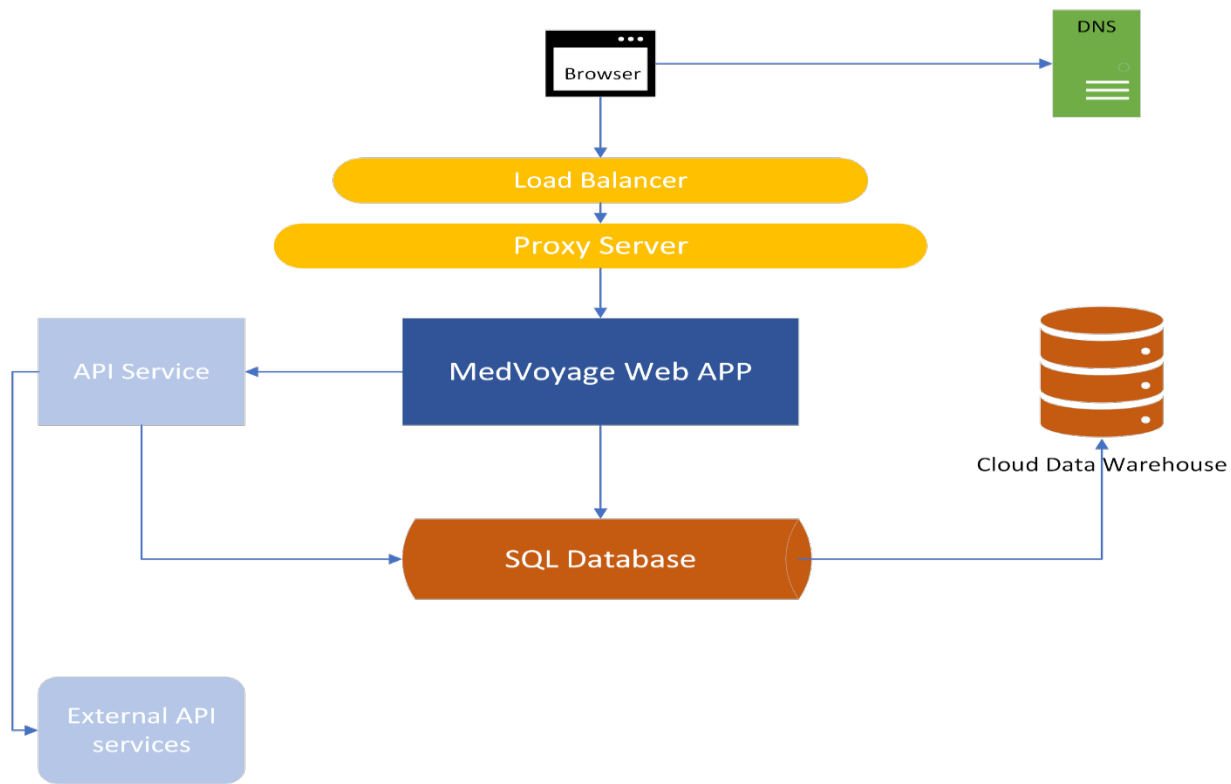 DNS
Browser
Load Balancer
Proxy Server
API Service
MedVoyage Web APP
Cloud Data Warehouse
SQL Database
External API
services